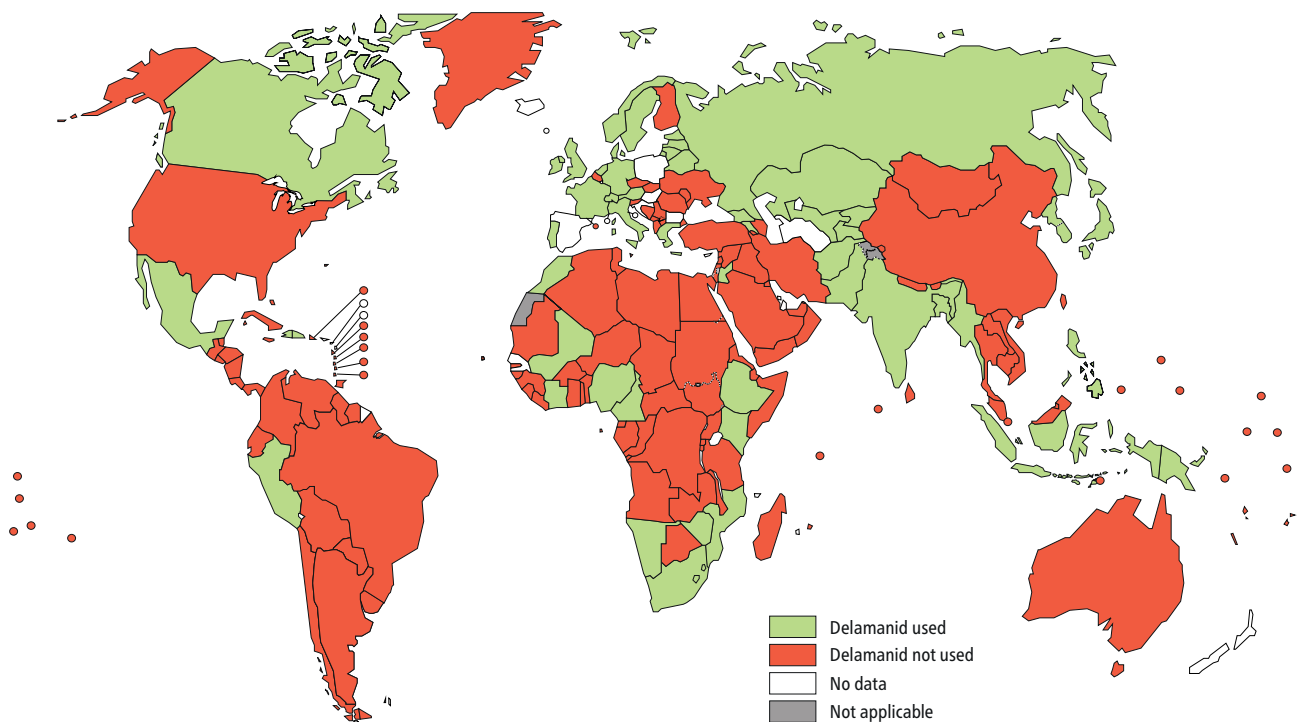 Delamanid used
Delamanid not used
No data
Not applicable